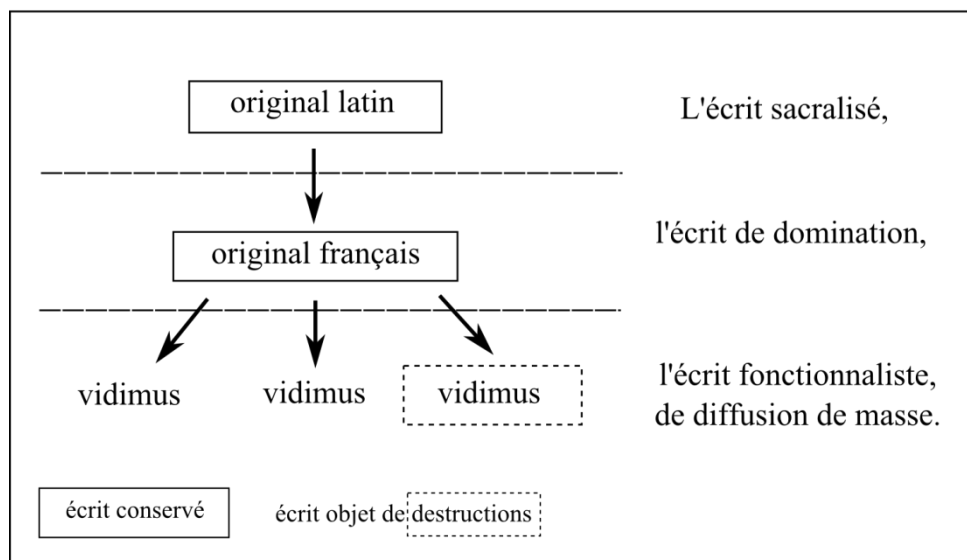 original latin
L'écrit sacralisé,
original français
l'écrit de domination,
vidimus
vidimus
vidimus
l'écrit fonctionnaliste,
de diffusion de masse.
écrit conservé
écrit objet de destructions